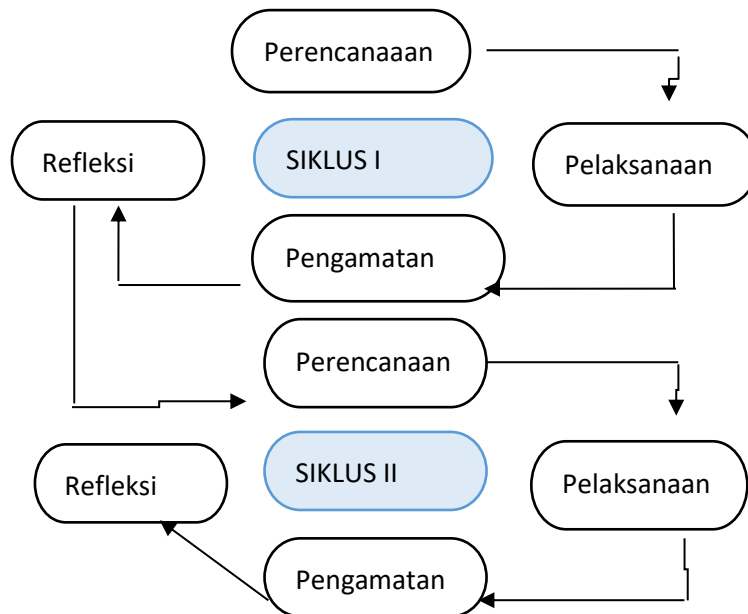 Perencanaaan
Refleksi
SIKLUS I
Pelaksanaan
Pengamatan
Perencanaan
Refleksi
SIKLUS II
Pelaksanaan
Pengamatan